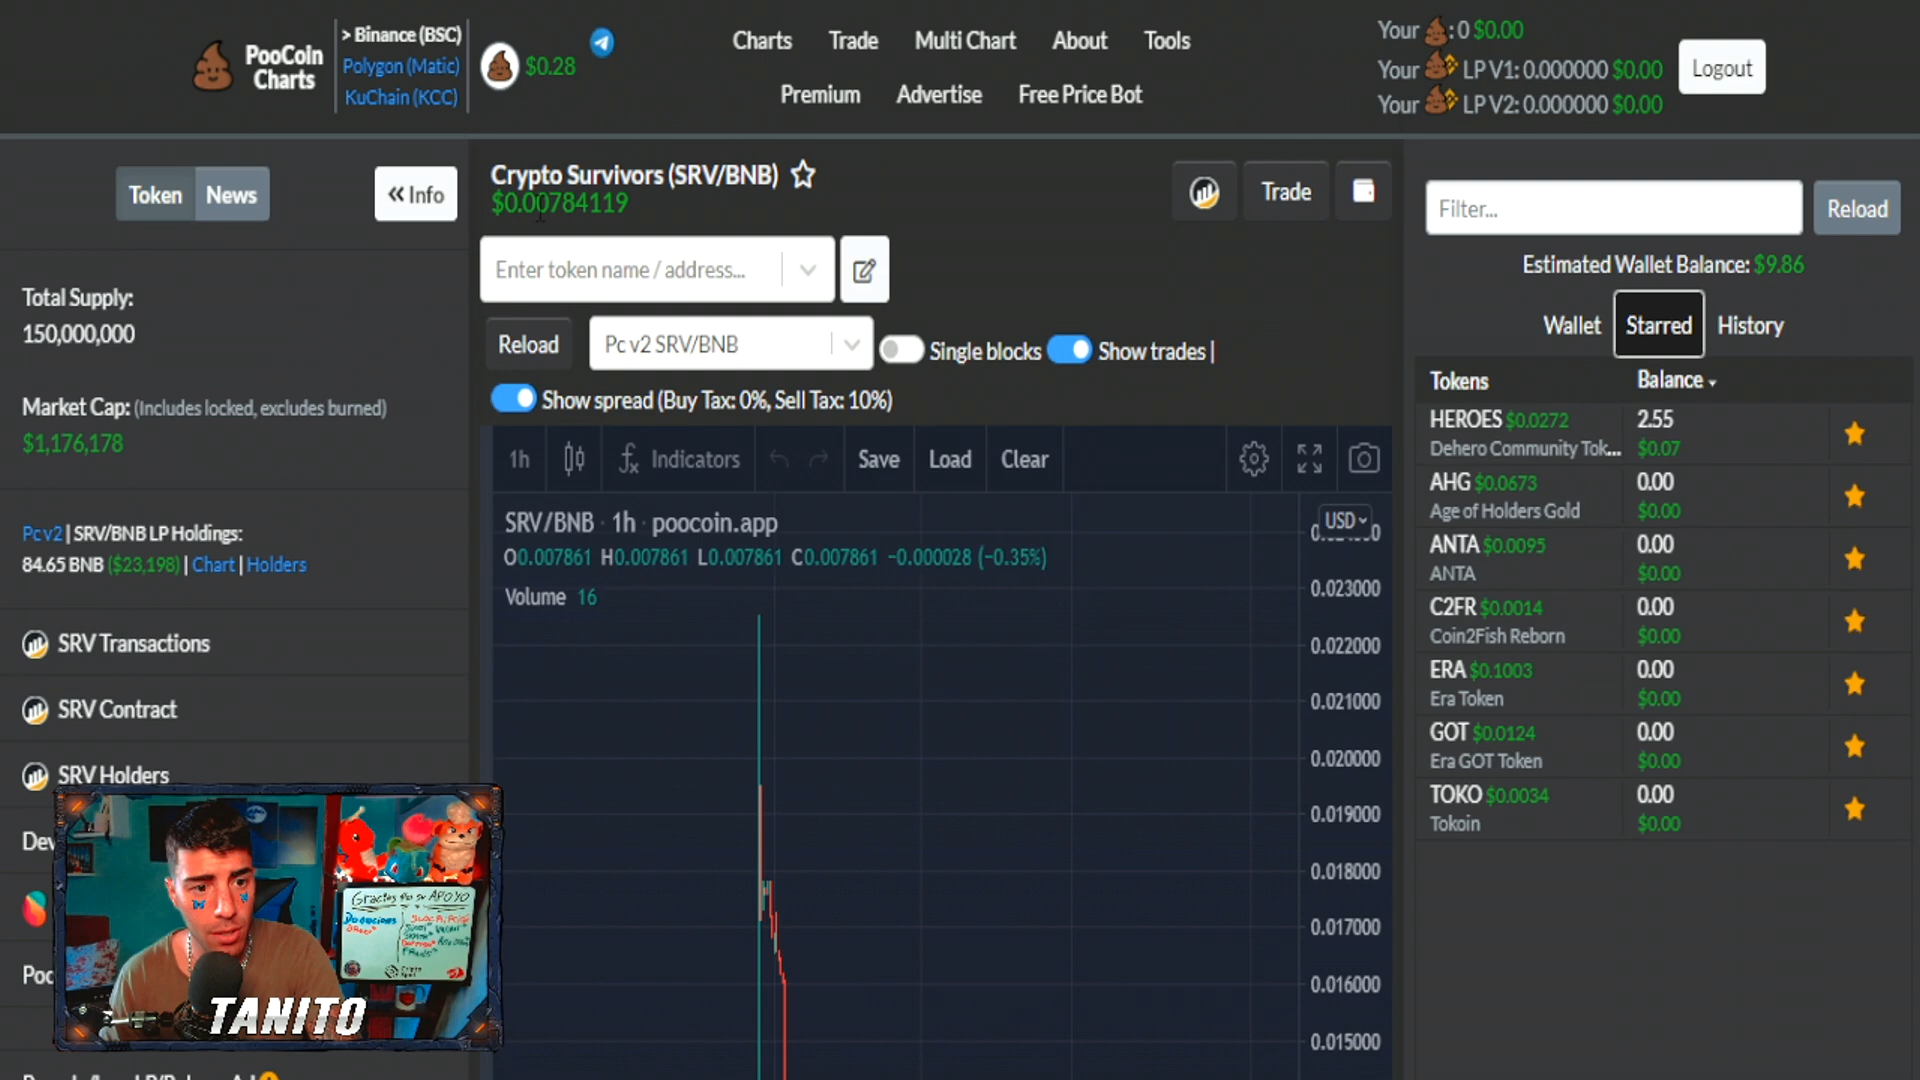 PooCoin
Charts
> Binance (BSC)
Polygon (Matic)
KuChain (KCC)
$0.28
Charts
Trade
Multi Chart
About
Tools
Premium
Advertise
Free Price Bot
Your : 0 $0.00
Your LP V1: 0.000000 $0.00
Your LP V2: 0.000000 $0.00
Logout
Token
News
Info
Total Supply:
150,000,000
Market Cap: (Includes locked, excludes burned)
$1,176,178
Pc v2 | SRV/BNB LP Holdings:
84.65 BNB ($23,198) | Chart | Holders
SRV Transactions
SRV Contract
SRV Holders
Crypto Survivors (SRV/BNB)
$0.00784119
Trade
Enter token name / address...
Reload
Pc v2 SRV/BNB
Single blocks
Show trades |
Show spread (Buy Tax: 0%, Sell Tax: 10%)
1h
Indicators
Save
Load
Clear
SRV/BNB · 1h · poocoin.app
USD
O0.007861 H0.007861 L0.007861 C0.007861 −0.000028 (−0.35%)
Volume 16
0.023000
0.022000
0.021000
0.020000
0.019000
0.018000
0.017000
0.016000
0.015000
Filter...
Reload
Estimated Wallet Balance: $9.86
Wallet
Starred
History
Tokens
Balance
HEROES $0.0272
2.55
Dehero Community Tok...
$0.07
AHG $0.0673
0.00
Age of Holders Gold
$0.00
ANTA $0.0095
0.00
ANTA
$0.00
C2FR $0.0014
0.00
Coin2Fish Reborn
$0.00
ERA $0.1003
0.00
Era Token
$0.00
GOT $0.0124
0.00
Era GOT Token
$0.00
TOKO $0.0034
0.00
Tokoin
$0.00
Gracias Por su APOYO
Donaciones
TANITO